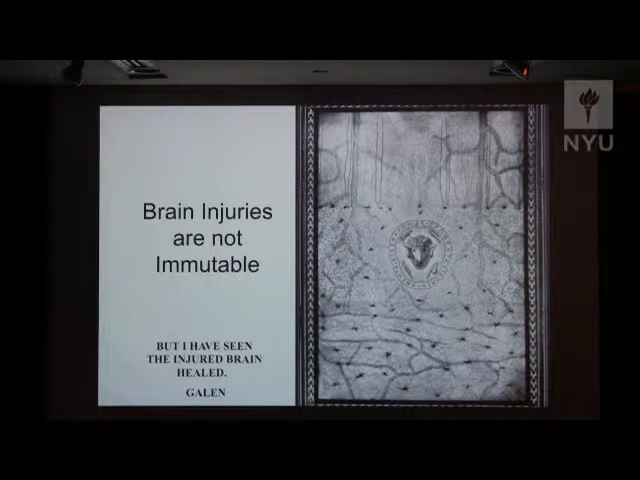 Brain Injuries
are not
Immutable
BUT I HAVE SEEN
THE INJURED BRAIN
HEALED.
GALEN
NYU